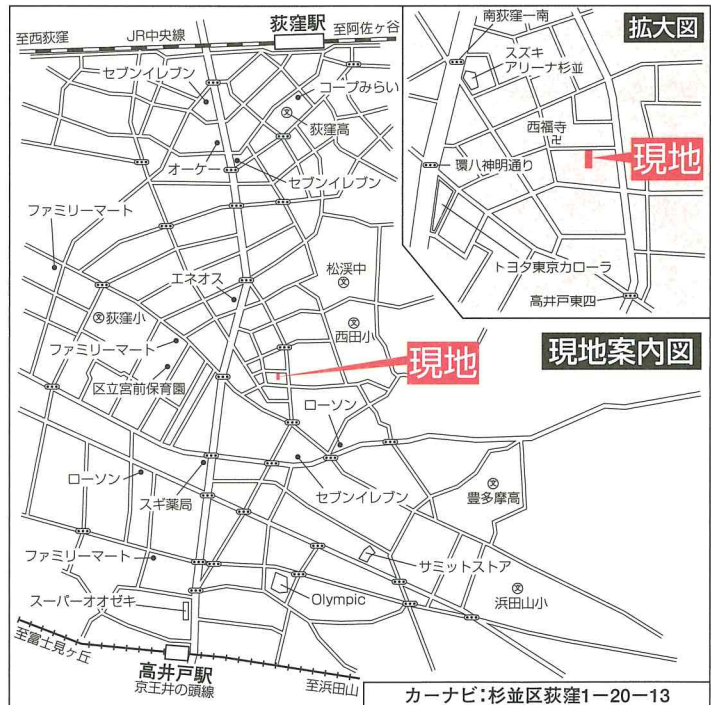 荻窪駅
至西荻窪
JR中央線
至阿佐ヶ谷
セブンイレブン
コープみらい
荻窪高
オーケー
セブンイレブン
ファミリーマート
松渓中
エネオス
荻窪小
西田小
ファミリーマート
現地
区立宮前保育園
ローソン
ローソン
スギ薬局
セブンイレブン
豊多摩高
ファミリーマート
サミットストア
スーパーオオゼキ
Olympic
浜田山小
至富士見ヶ丘
高井戸駅
京王井の頭線
至浜田山
拡大図
南荻窪一南
スズキ
アリーナ杉並
西福寺
現地
環八神明通り
トヨタ東京カローラ
高井戸東四
現地案内図
カーナビ:杉並区荻窪1−20−13